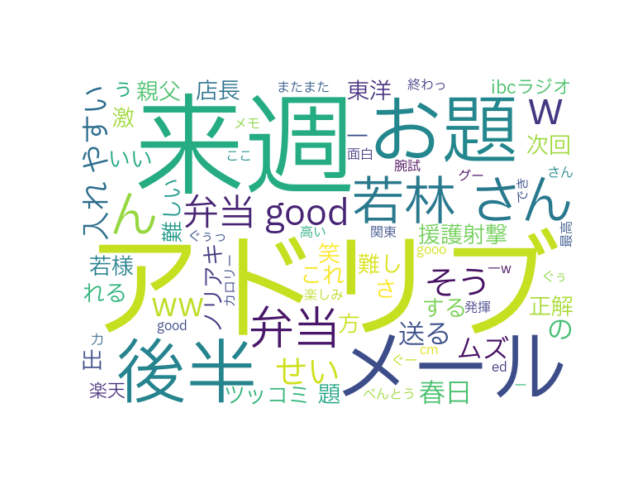 ibcラジオ
親父
店長
またまた
東洋
終わっ
う
来週
お題
w
激
メモ
ー
次回
いい
ここ
面白
腕試
グー
さん
入れ やすい
ん
難しい
弁当
good
若林
さん
でき
最高
ぐぅっ
高い
関東
援護射撃
アドリブ
gooo
若様
ノリアキ
カロリー
笑
これ
難し
そう
ーw
ぐぅ
れる
ww
楽しみ
さ
する
発揮
正解
good
弁当
方
送る
の
出
カ
後半
せい
ぐー
cm
メール
ムズ
ed
楽天
ツッコミ
題
べんとう
春日
ー